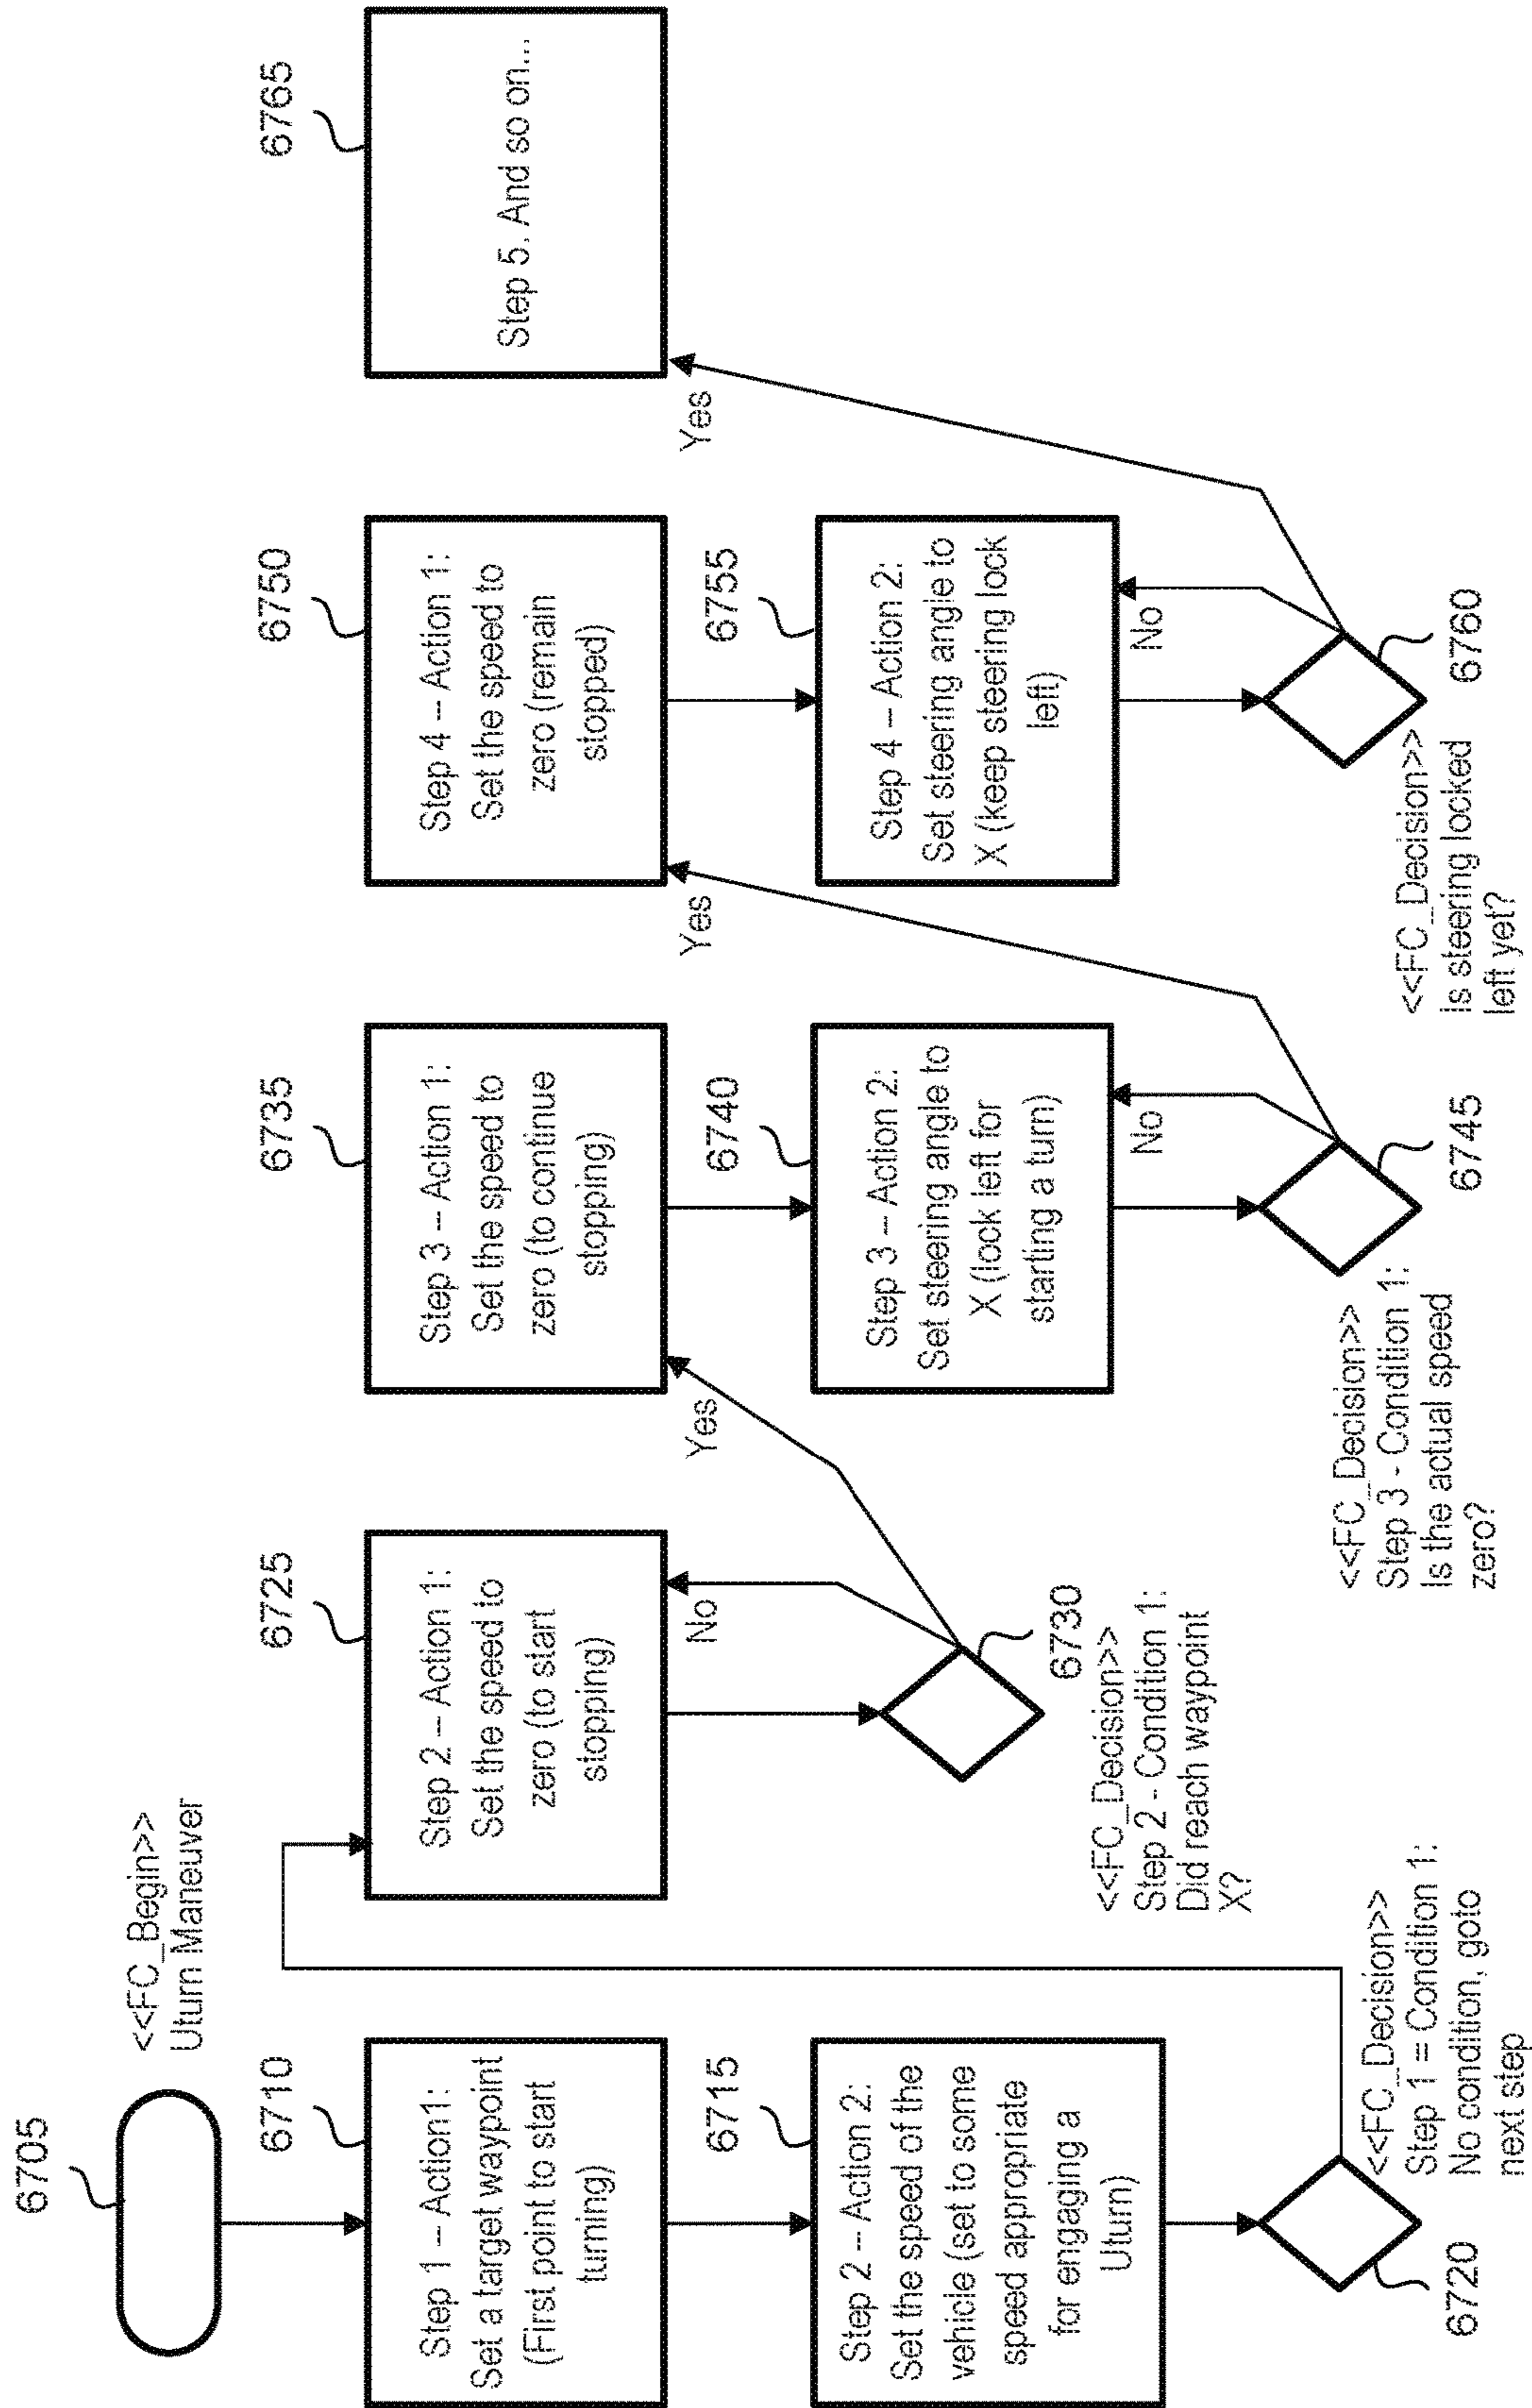 6705
<<FC_Begin>>
Uturn Maneuver
6710
Step 1 – Action1:
Set a target waypoint
(First point to start
turning)
6715
Step 2 – Action 2:
Set the speed of the
vehicle (set to some
speed appropriate
for engaging a
Uturn)
6720
<<FC_Decision>>
Step 1 = Condition 1:
No condition, goto
next step
6725
Step 2 – Action 1:
Set the speed to
zero (to start
stopping)
No
Yes
6730
<<FC_Decision>>
Step 2 - Condition 1:
Did reach waypoint
X?
6735
Step 3 – Action 1:
Set the speed to
zero (to continue
stopping)
6740
Step 3 – Action 2:
Set steering angle to
X (lock left for
starting a turn)
No
Yes
6745
<<FC_Decision>>
Step 3 - Condition 1:
Is the actual speed
zero?
6750
Step 4 – Action 1:
Set the speed to
zero (remain
stopped)
6755
Step 4 – Action 2:
Set steering angle to
X (keep steering lock
left)
No
Yes
6760
<<FC_Decision>>
Is steering locked
left yet?
6765
Step 5. And so on...